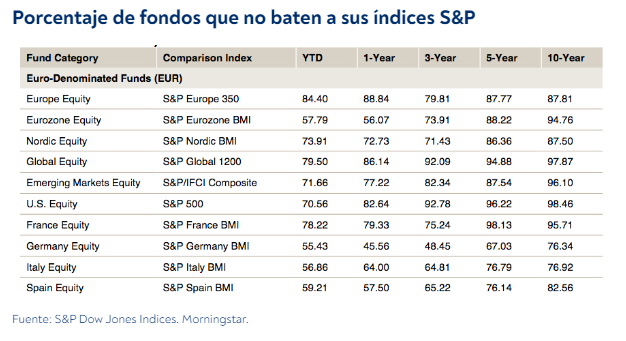 Porcentaje de fondos que no baten a sus índices S&P
Fund Category Comparison Index YTD 1-Year 3-Year 5-Year 10-Year
Euro-Denominated Funds (EUR)
Europe Equity S&P Europe 350 84.40 88.84 79.81 87.77 87.81
Eurozone Equity S&P Eurozone BMI 57.79 56.07 73.91 88.22 94.76
Nordic Equity S&P Nordic BMI 73.91 72.73 71.43 86.36 87.50
Global Equity S&P Global 1200 79.50 86.14 92.09 94.88 97.87
Emerging Markets Equity S&P/IFCI Composite 71.66 77.22 82.34 87.54 96.10
U.S. Equity S&P 500 70.56 82.64 92.78 96.22 98.46
France Equity S&P France BMI 78.22 79.33 75.24 98.13 95.71
Germany Equity S&P Germany BMI 55.43 45.56 48.45 67.03 76.34
Italy Equity S&P Italy BMI 56.86 64.00 64.81 76.79 76.92
Spain Equity S&P Spain BMI 59.21 57.50 65.22 76.14 82.56
Fuente: S&P Dow Jones Indices. Morningstar.